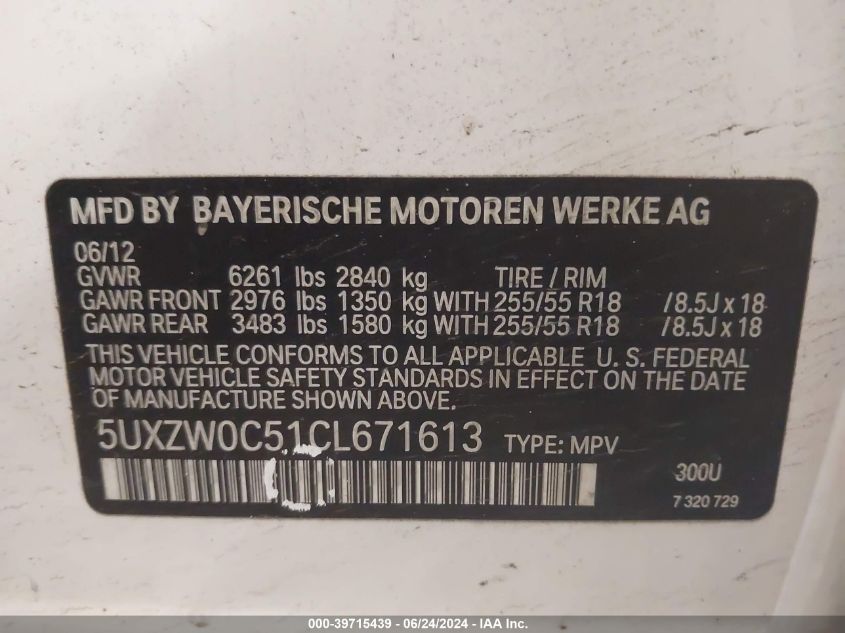 MFD BY BAYERISCHE MOTOREN WERKE AG
06/12
GVWR 6261 lbs 2840 kg TIRE / RIM
GAWR FRONT 2976 lbs 1350 kg WITH 255/55 R18 /8.5J x 18
GAWR REAR 3483 lbs 1580 kg WITH 255/55 R18 /8.5J x 18
THIS VEHICLE CONFORMS TO ALL APPLICABLE U. S. FEDERAL
MOTOR VEHICLE SAFETY STANDARDS IN EFFECT ON THE DATE
OF MANUFACTURE SHOWN ABOVE.
5UXZW0C51CL671613 TYPE: MPV
300U
7 320 729
000-39715439 - 06/24/2024 - IAA Inc.